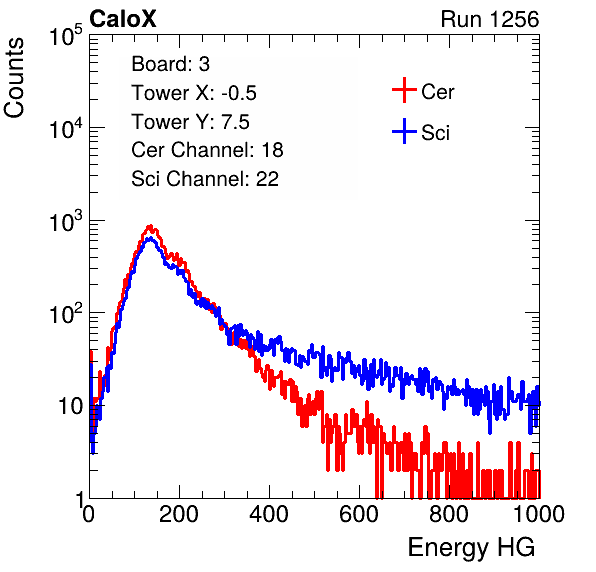 CaloX Run 1256
Counts
10^5
10^4
10^3
10^2
10
1
Board: 3
Tower X: -0.5
Tower Y: 7.5
Cer Channel: 18
Sci Channel: 22
Cer
Sci
0 200 400 600 800 1000
Energy HG